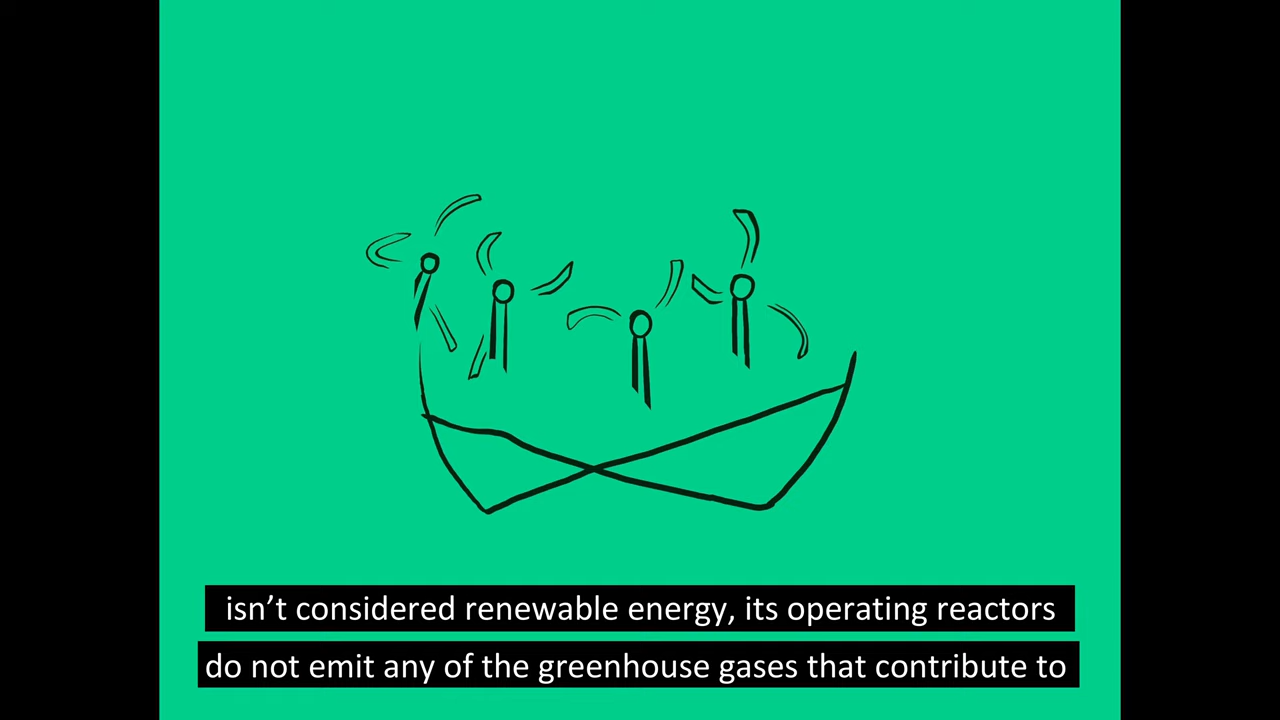 isn’t considered renewable energy, its operating reactors
do not emit any of the greenhouse gases that contribute to